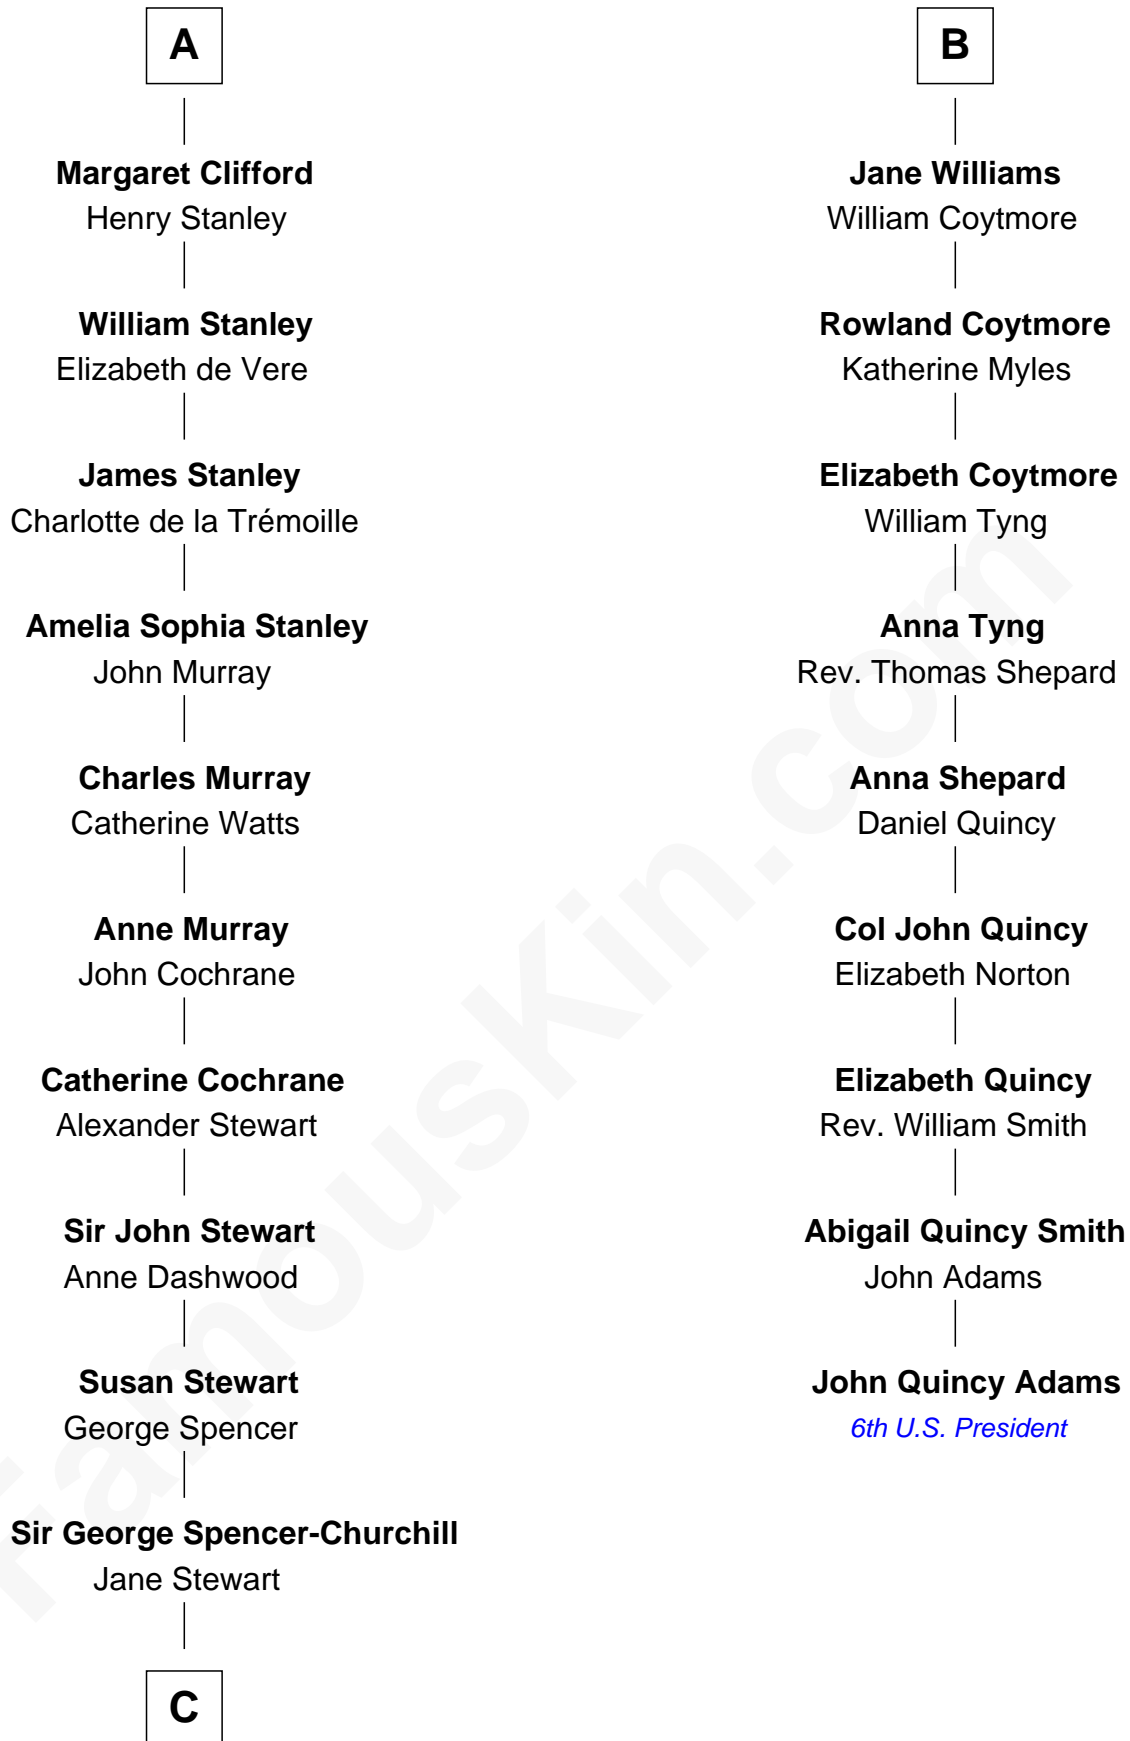 A
Margaret Clifford
Henry Stanley
William Stanley
Elizabeth de Vere
James Stanley
Charlotte de la Trémoille
Amelia Sophia Stanley
John Murray
Charles Murray
Catherine Watts
Anne Murray
John Cochrane
Catherine Cochrane
Alexander Stewart
Sir John Stewart
Anne Dashwood
Susan Stewart
George Spencer
Sir George Spencer-Churchill
Jane Stewart
C
B
Jane Williams
William Coytmore
Rowland Coytmore
Katherine Myles
Elizabeth Coytmore
William Tyng
Anna Tyng
Rev. Thomas Shepard
Anna Shepard
Daniel Quincy
Col John Quincy
Elizabeth Norton
Elizabeth Quincy
Rev. William Smith
Abigail Quincy Smith
John Adams
John Quincy Adams
6th U.S. President
FamousKin.com